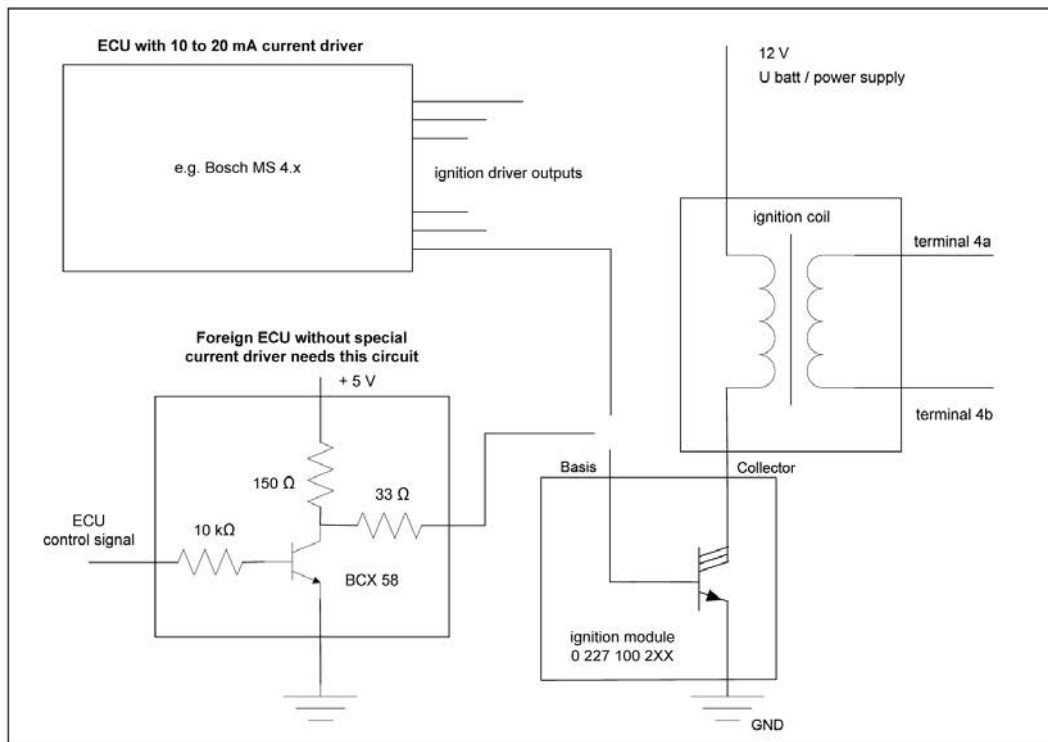 ECU with 10 to 20 mA current driver
e.g. Bosch MS 4.x
ignition driver outputs
12 V
U batt / power supply
ignition coil
terminal 4a
terminal 4b
Foreign ECU without special
current driver needs this circuit
+ 5 V
150 Ω
33 Ω
10 kΩ
ECU
control signal
BCX 58
Basis
Collector
ignition module
0 227 100 2XX
GND